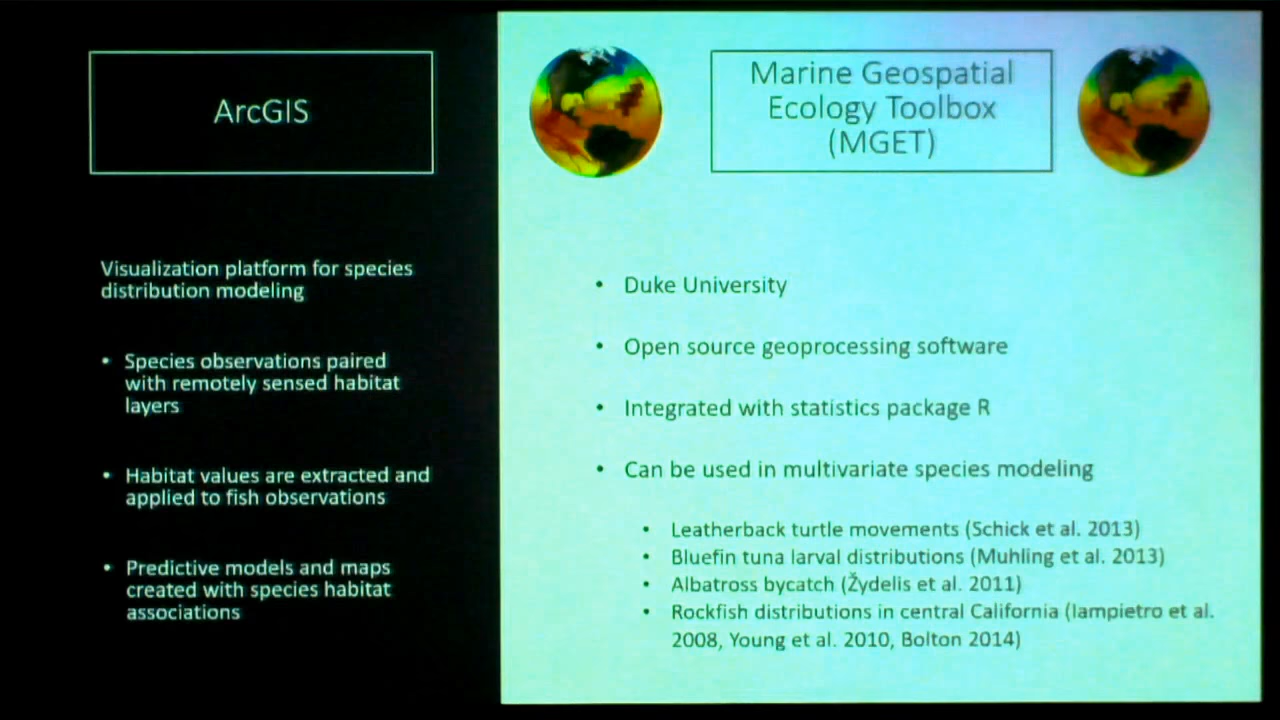 ArcGIS
Visualization platform for species
distribution modeling
• Species observations paired
with remotely sensed habitat
layers
• Habitat values are extracted and
applied to fish observations
• Predictive models and maps
created with species habitat
associations
Marine Geospatial
Ecology Toolbox
(MGET)
• Duke University
• Open source geoprocessing software
• Integrated with statistics package R
• Can be used in multivariate species modeling
• Leatherback turtle movements (Schick et al. 2013)
• Bluefin tuna larval distributions (Muhling et al. 2013)
• Albatross bycatch (Žydelis et al. 2011)
• Rockfish distributions in central California (Iampietro et al.
2008, Young et al. 2010, Bolton 2014)